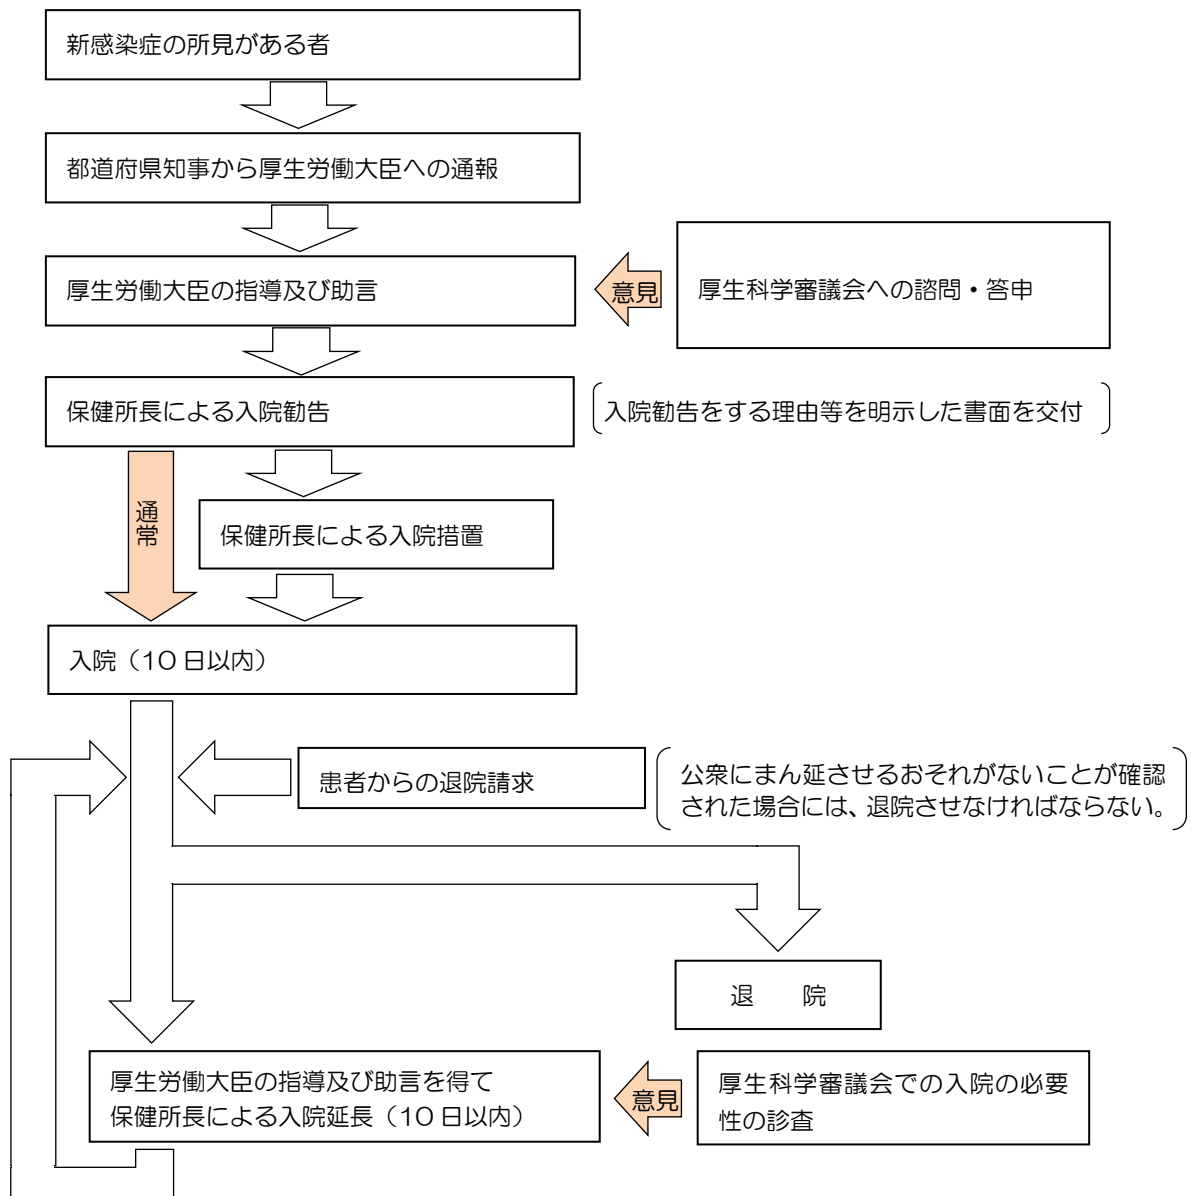 新感染症の所見がある者
都道府県知事から厚生労働大臣への通報
厚生労働大臣の指導及び助言
意見
厚生科学審議会への諮問・答申
保健所長による入院勧告
入院勧告をする理由等を明示した書面を交付
通常
保健所長による入院措置
入院（10日以内）
患者からの退院請求
公衆にまん延させるおそれがないことが確認
された場合には、退院させなければならない。
退　　院
厚生労働大臣の指導及び助言を得て
保健所長による入院延長（10日以内）
意見
厚生科学審議会での入院の必要
性の診査